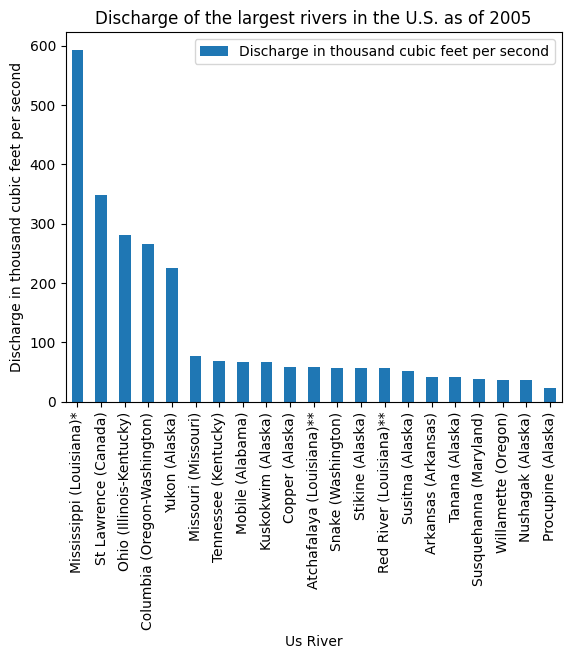 Discharge of the largest rivers in the U.S. as of 2005
Discharge in thousand cubic feet per second
Discharge in thousand cubic feet per second
600
500
400
300
200
100
0
Mississippi (Louisiana)*
St Lawrence (Canada)
Ohio (Illinois-Kentucky)
Columbia (Oregon-Washington)
Yukon (Alaska)
Missouri (Missouri)
Tennessee (Kentucky)
Mobile (Alabama)
Kuskokwim (Alaska)
Copper (Alaska)
Atchafalaya (Louisiana)**
Snake (Washington)
Stikine (Alaska)
Red River (Louisiana)**
Susitna (Alaska)
Arkansas (Arkansas)
Tanana (Alaska)
Susquehanna (Maryland)
Willamette (Oregon)
Nushagak (Alaska)
Procupine (Alaska)
Us River